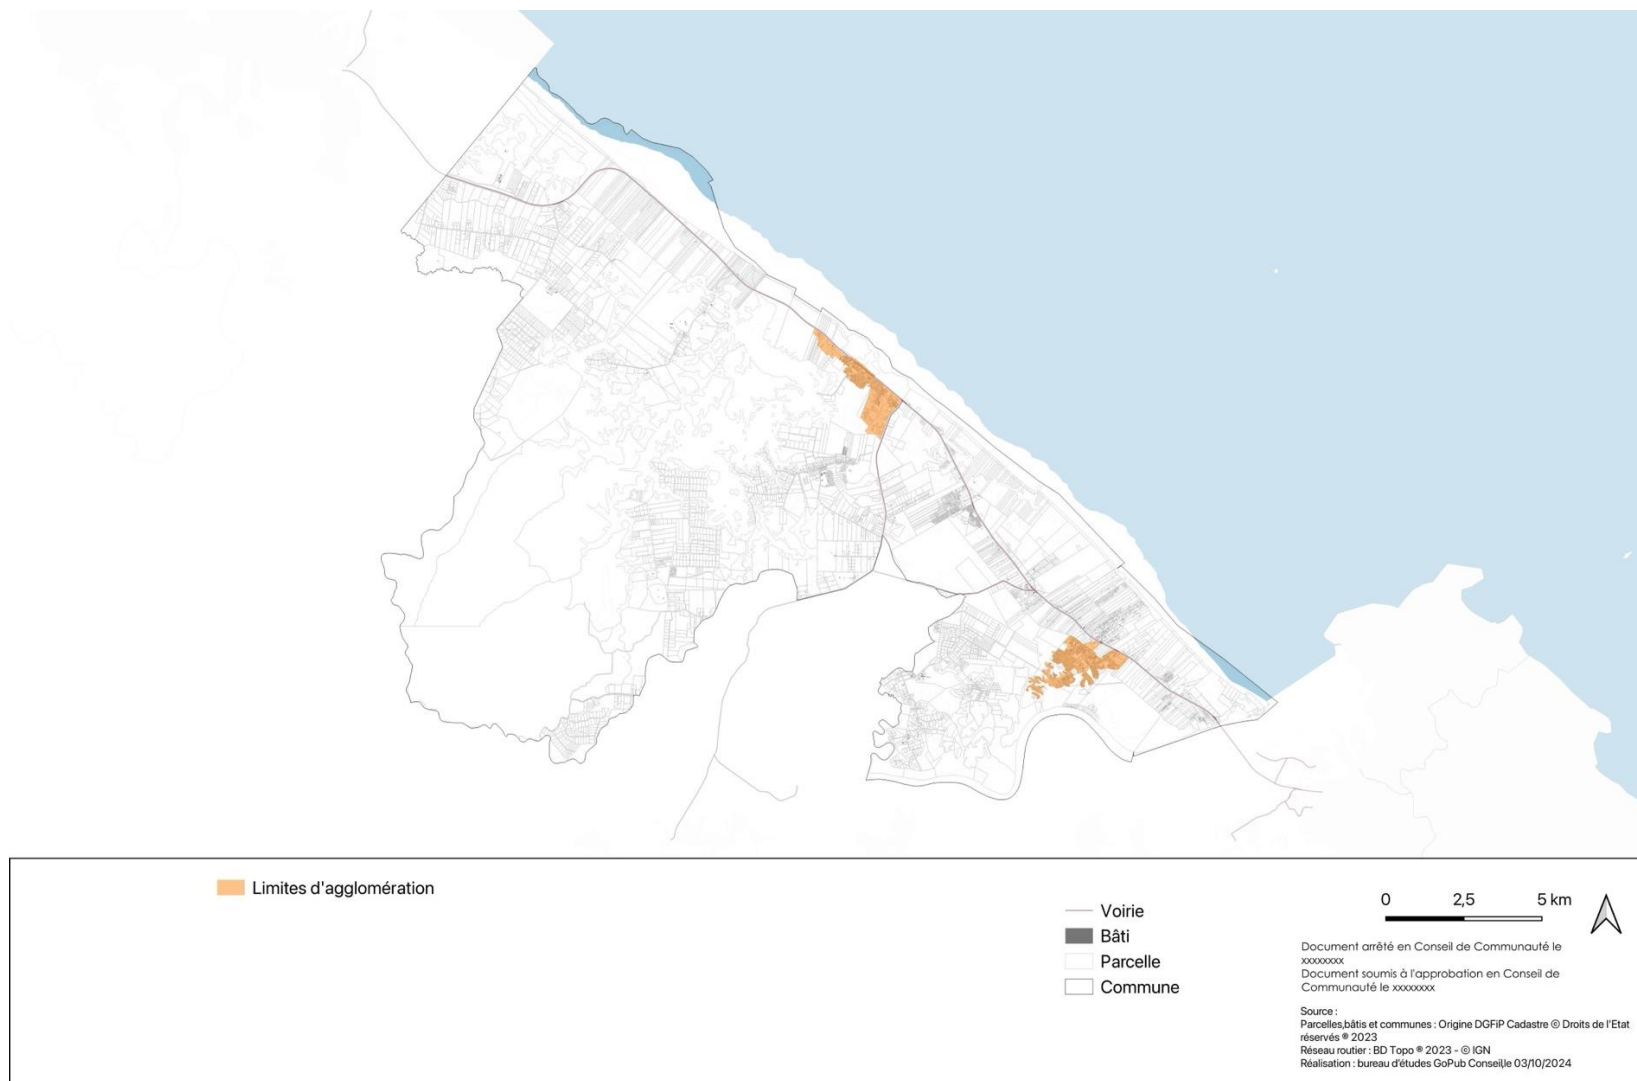 Limites d'agglomération
Voirie
Bâti
Parcelle
Commune
0 2,5 5 km
Document arrêté en Conseil de Communauté le
xxxxxxxx
Document soumis à l'approbation en Conseil de
Communauté le xxxxxxxx
Source :
Parcelles,bâtis et communes : Origine DGFiP Cadastre © Droits de l'Etat
réservés ® 2023
Réseau routier : BD Topo ® 2023 - © IGN
Réalisation : bureau d'études GoPub Conseil,le 03/10/2024